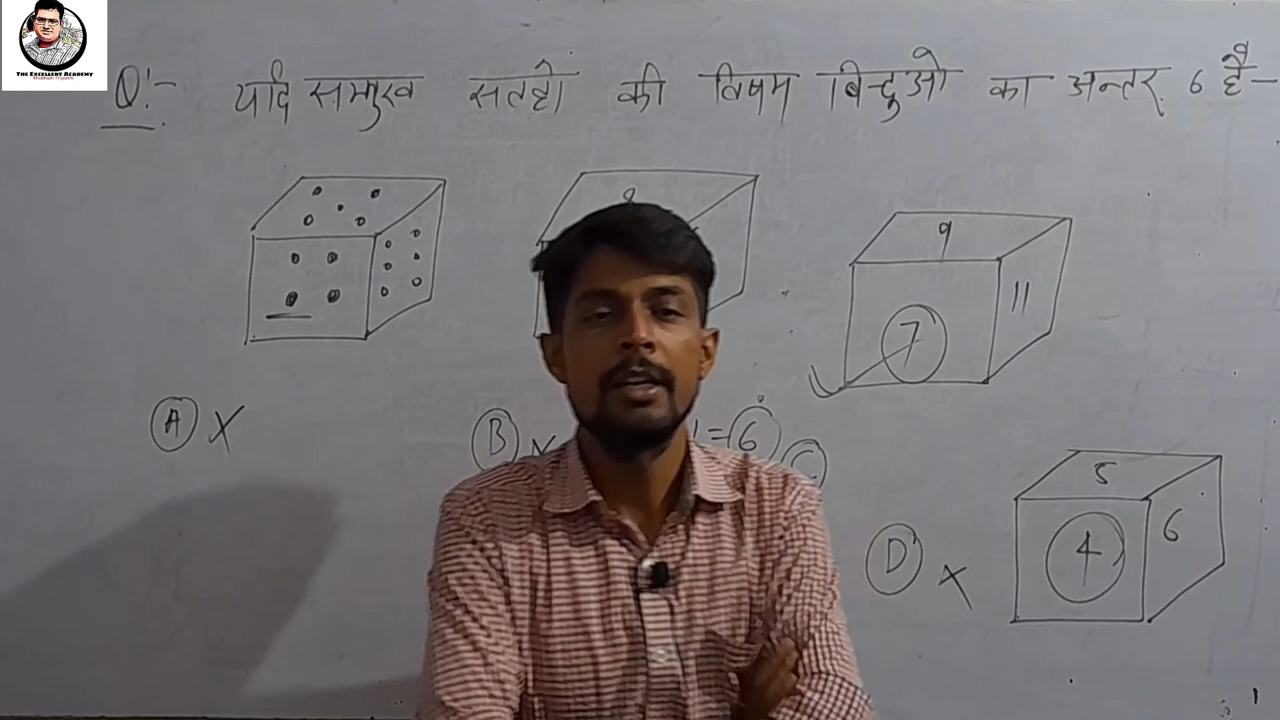 THE EXCELLENT ACADEMY
Q:- यदि सम्मुख सतहो की विषम बिन्दुओ का अन्तर 6 है-
9
7
11
A X
B
=6
C
5
4
6
D X